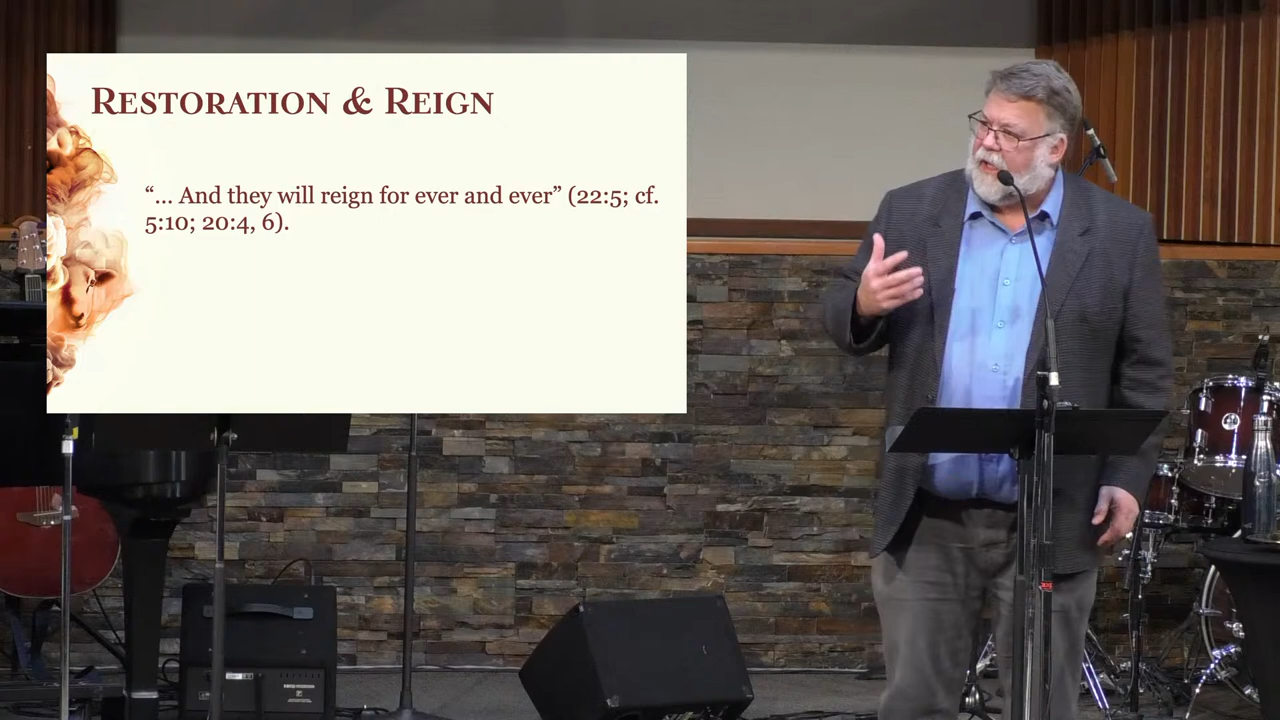 Restoration & Reign
“… And they will reign for ever and ever” (22:5; cf.
5:10; 20:4, 6).